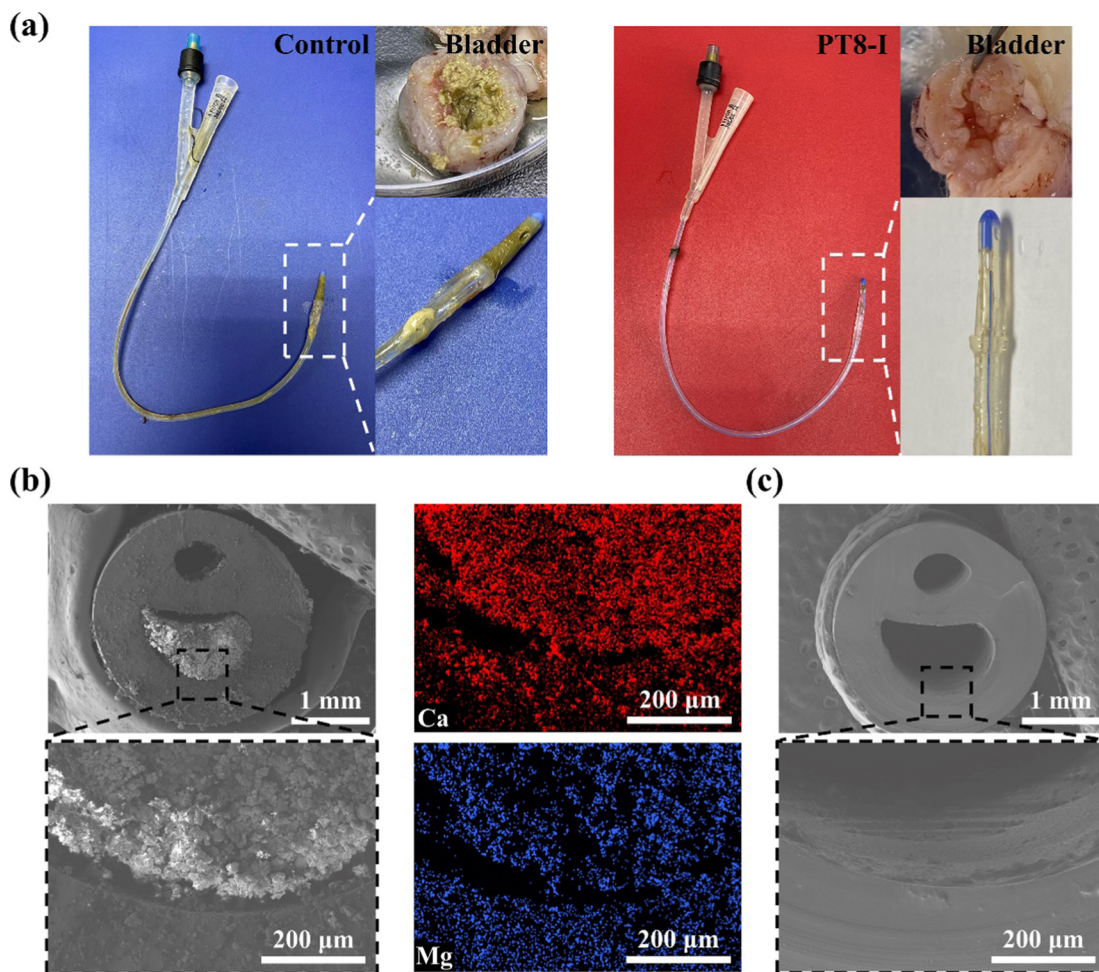 (a)
Control
Bladder
PT8-I
Bladder
(b)
(c)
1 mm
Ca
200 μm
1 mm
200 μm
Mg
200 μm
200 μm